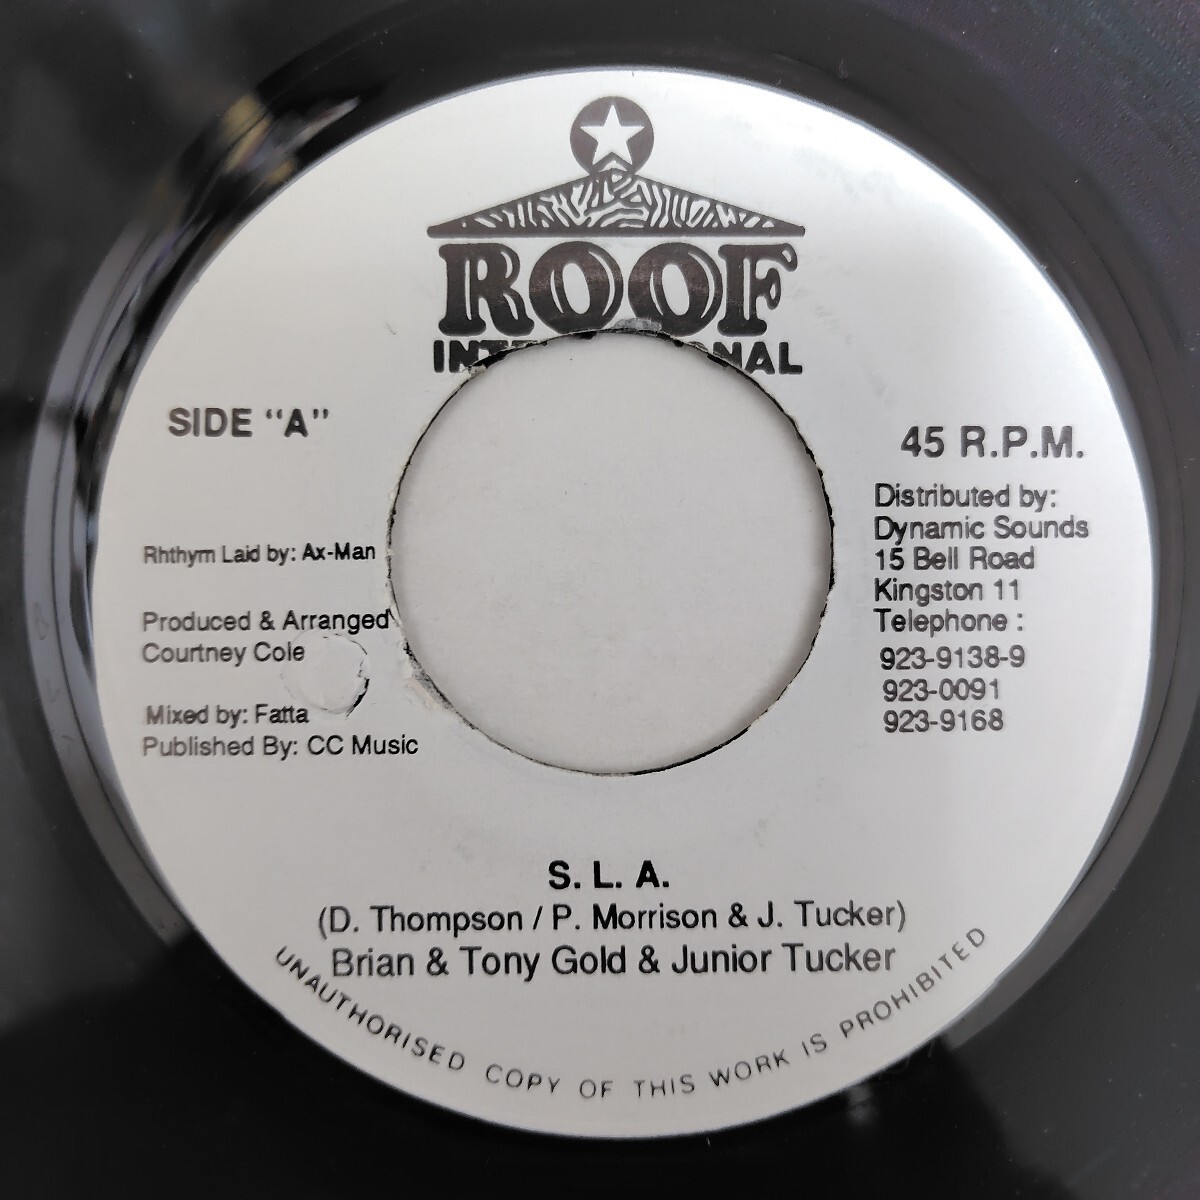 ROOF
SIDE "A"
45 R.P.M.
Rhthym Laid by: Ax-Man
Produced & Arranged
Courtney Cole
Mixed by: Fatta
Published By: CC Music
Distributed by:
Dynamic Sounds
15 Bell Road
Kingston 11
Telephone :
923-9138-9
923-0091
923-9168
S. L. A.
(D. Thompson / P. Morrison & J. Tucker)
Brian & Tony Gold & Junior Tucker
UNAUTHORISED COPY OF THIS WORK IS PROHIBITED